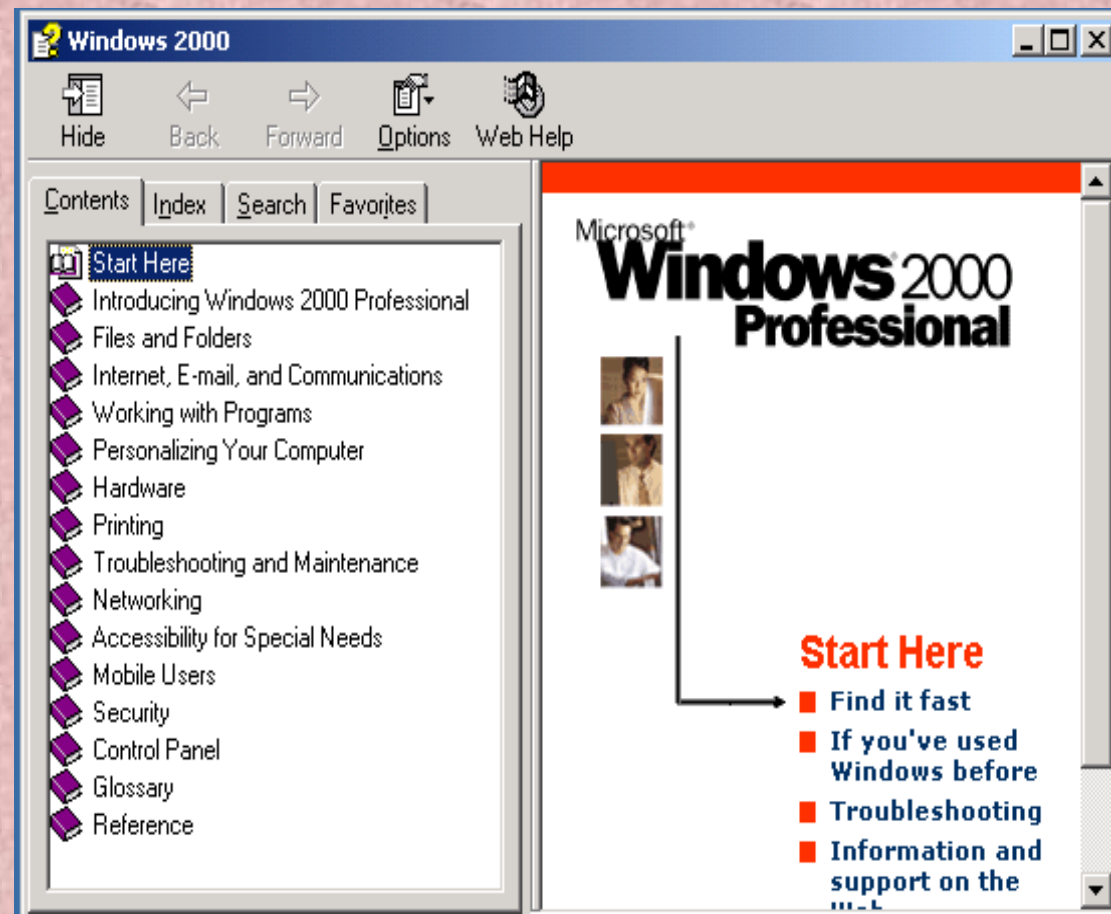 Windows 2000
Hide Back Forward Options Web Help
Contents Index Search Favorites
Start Here
Introducing Windows 2000 Professional
Files and Folders
Internet, E-mail, and Communications
Working with Programs
Personalizing Your Computer
Hardware
Printing
Troubleshooting and Maintenance
Networking
Accessibility for Special Needs
Mobile Users
Security
Control Panel
Glossary
Reference
Microsoft
Windows 2000
Professional
Start Here
Find it fast
If you've used
Windows before
Troubleshooting
Information and
support on the